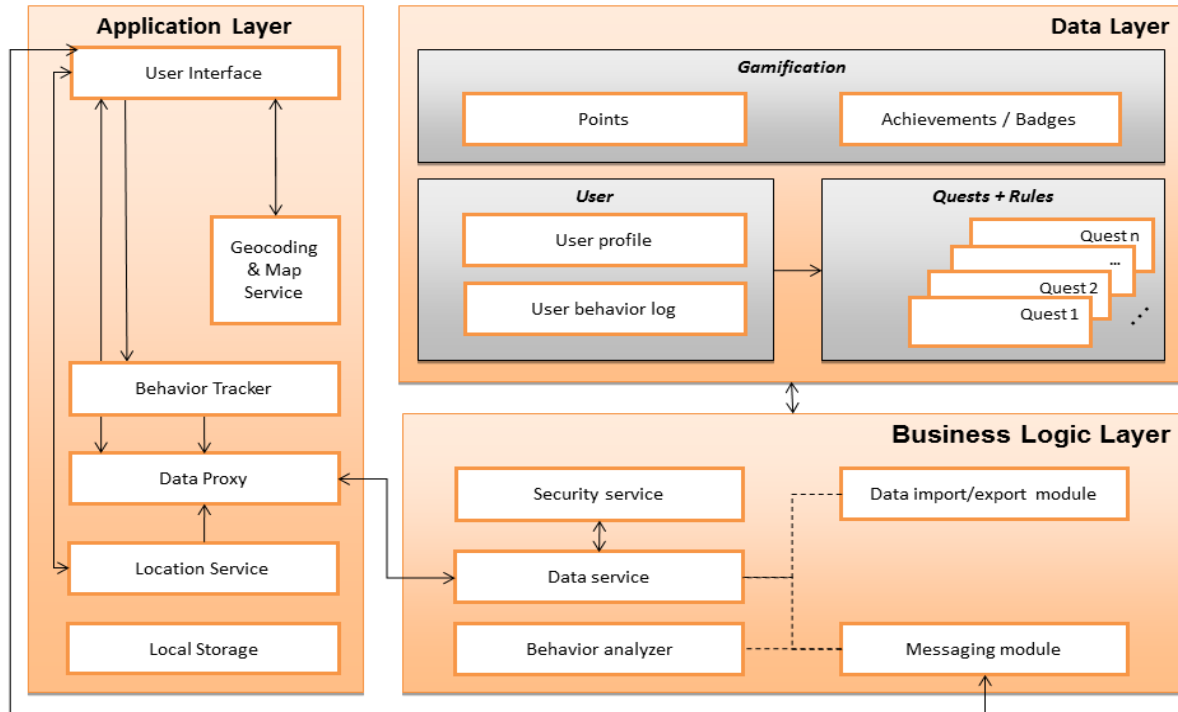 Application Layer
User Interface
Geocoding
& Map
Service
Behavior Tracker
Data Proxy
Location Service
Local Storage
Data Layer
Gamification
Points
Achievements / Badges
User
User profile
User behavior log
Quests + Rules
Quest n
...
Quest 2
Quest 1
Business Logic Layer
Security service
Data import/export module
Data service
Behavior analyzer
Messaging module